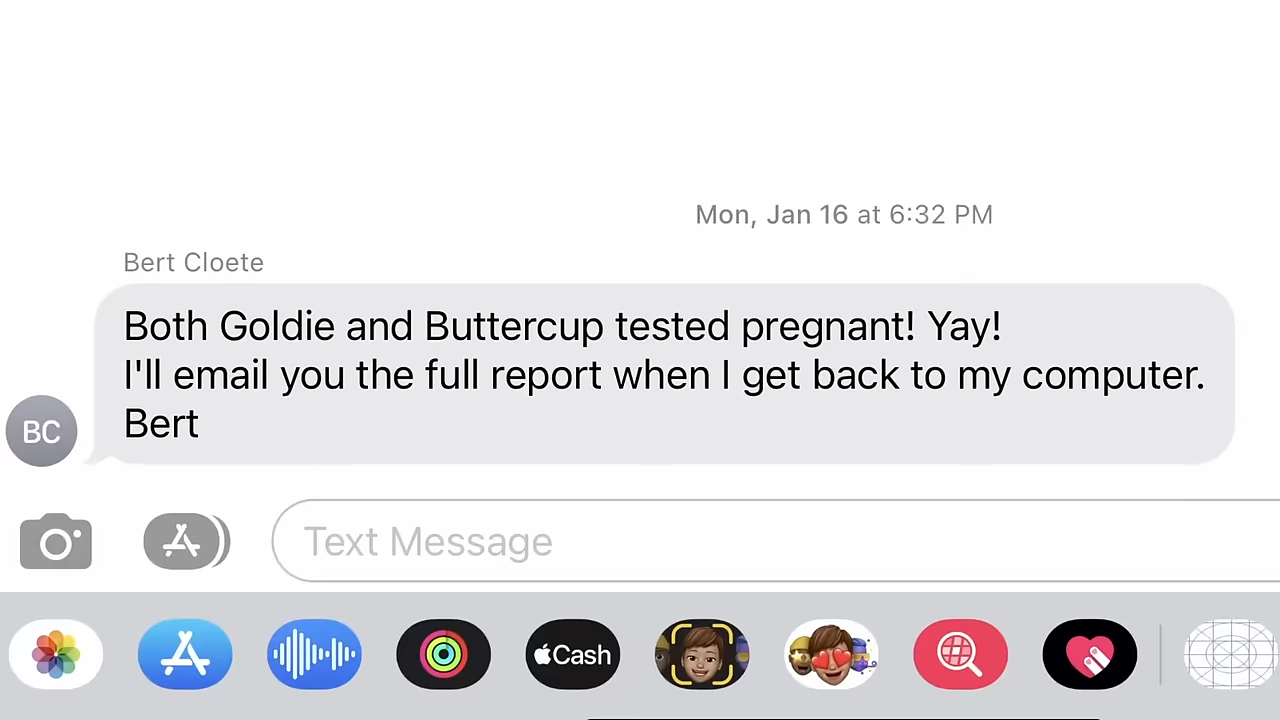 Mon, Jan 16 at 6:32 PM
Bert Cloete
Both Goldie and Buttercup tested pregnant! Yay!
I'll email you the full report when I get back to my computer.
Bert
BC
Text Message
Cash